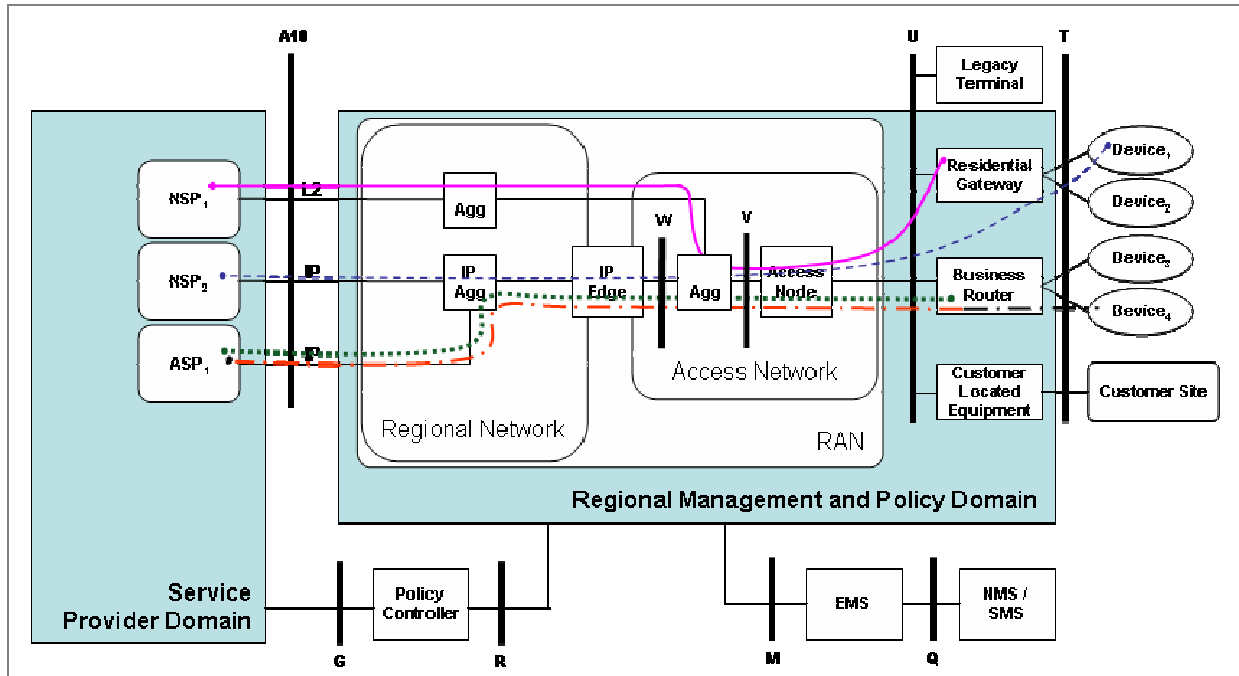 A10
U
T
Legacy
Terminal
NSP1
L2
Agg
Residential
Gateway
Device1
Device2
W
V
NSP2
IP
IP
Agg
IP
Edge
Agg
Access
Node
Business
Router
Device3
Device4
ASP1
IP
Access Network
Customer
Located
Equipment
Customer Site
Regional Network
RAN
Regional Management and Policy Domain
Service
Provider Domain
Policy
Controller
EMS
NMS /
SMS
G
R
M
Q